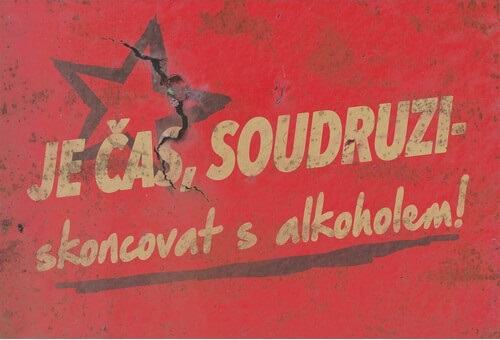 JE ČAS, SOUDRUZI-
skoncovat s alkoholem!